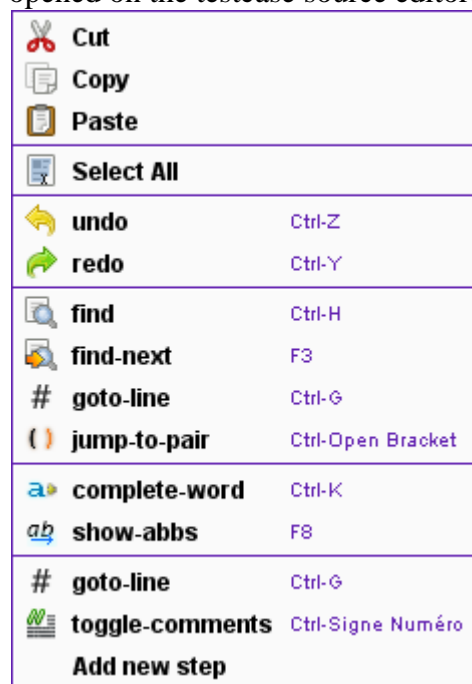 opened on the testcase source editor
Cut
Copy
Paste
Select All
undo Ctrl-Z
redo Ctrl-Y
find Ctrl-H
find-next F3
# goto-line Ctrl-G
( ) jump-to-pair Ctrl-Open Bracket
a complete-word Ctrl-K
ab show-abbs F8
# goto-line Ctrl-G
toggle-comments Ctrl-Signe Numéro
Add new step